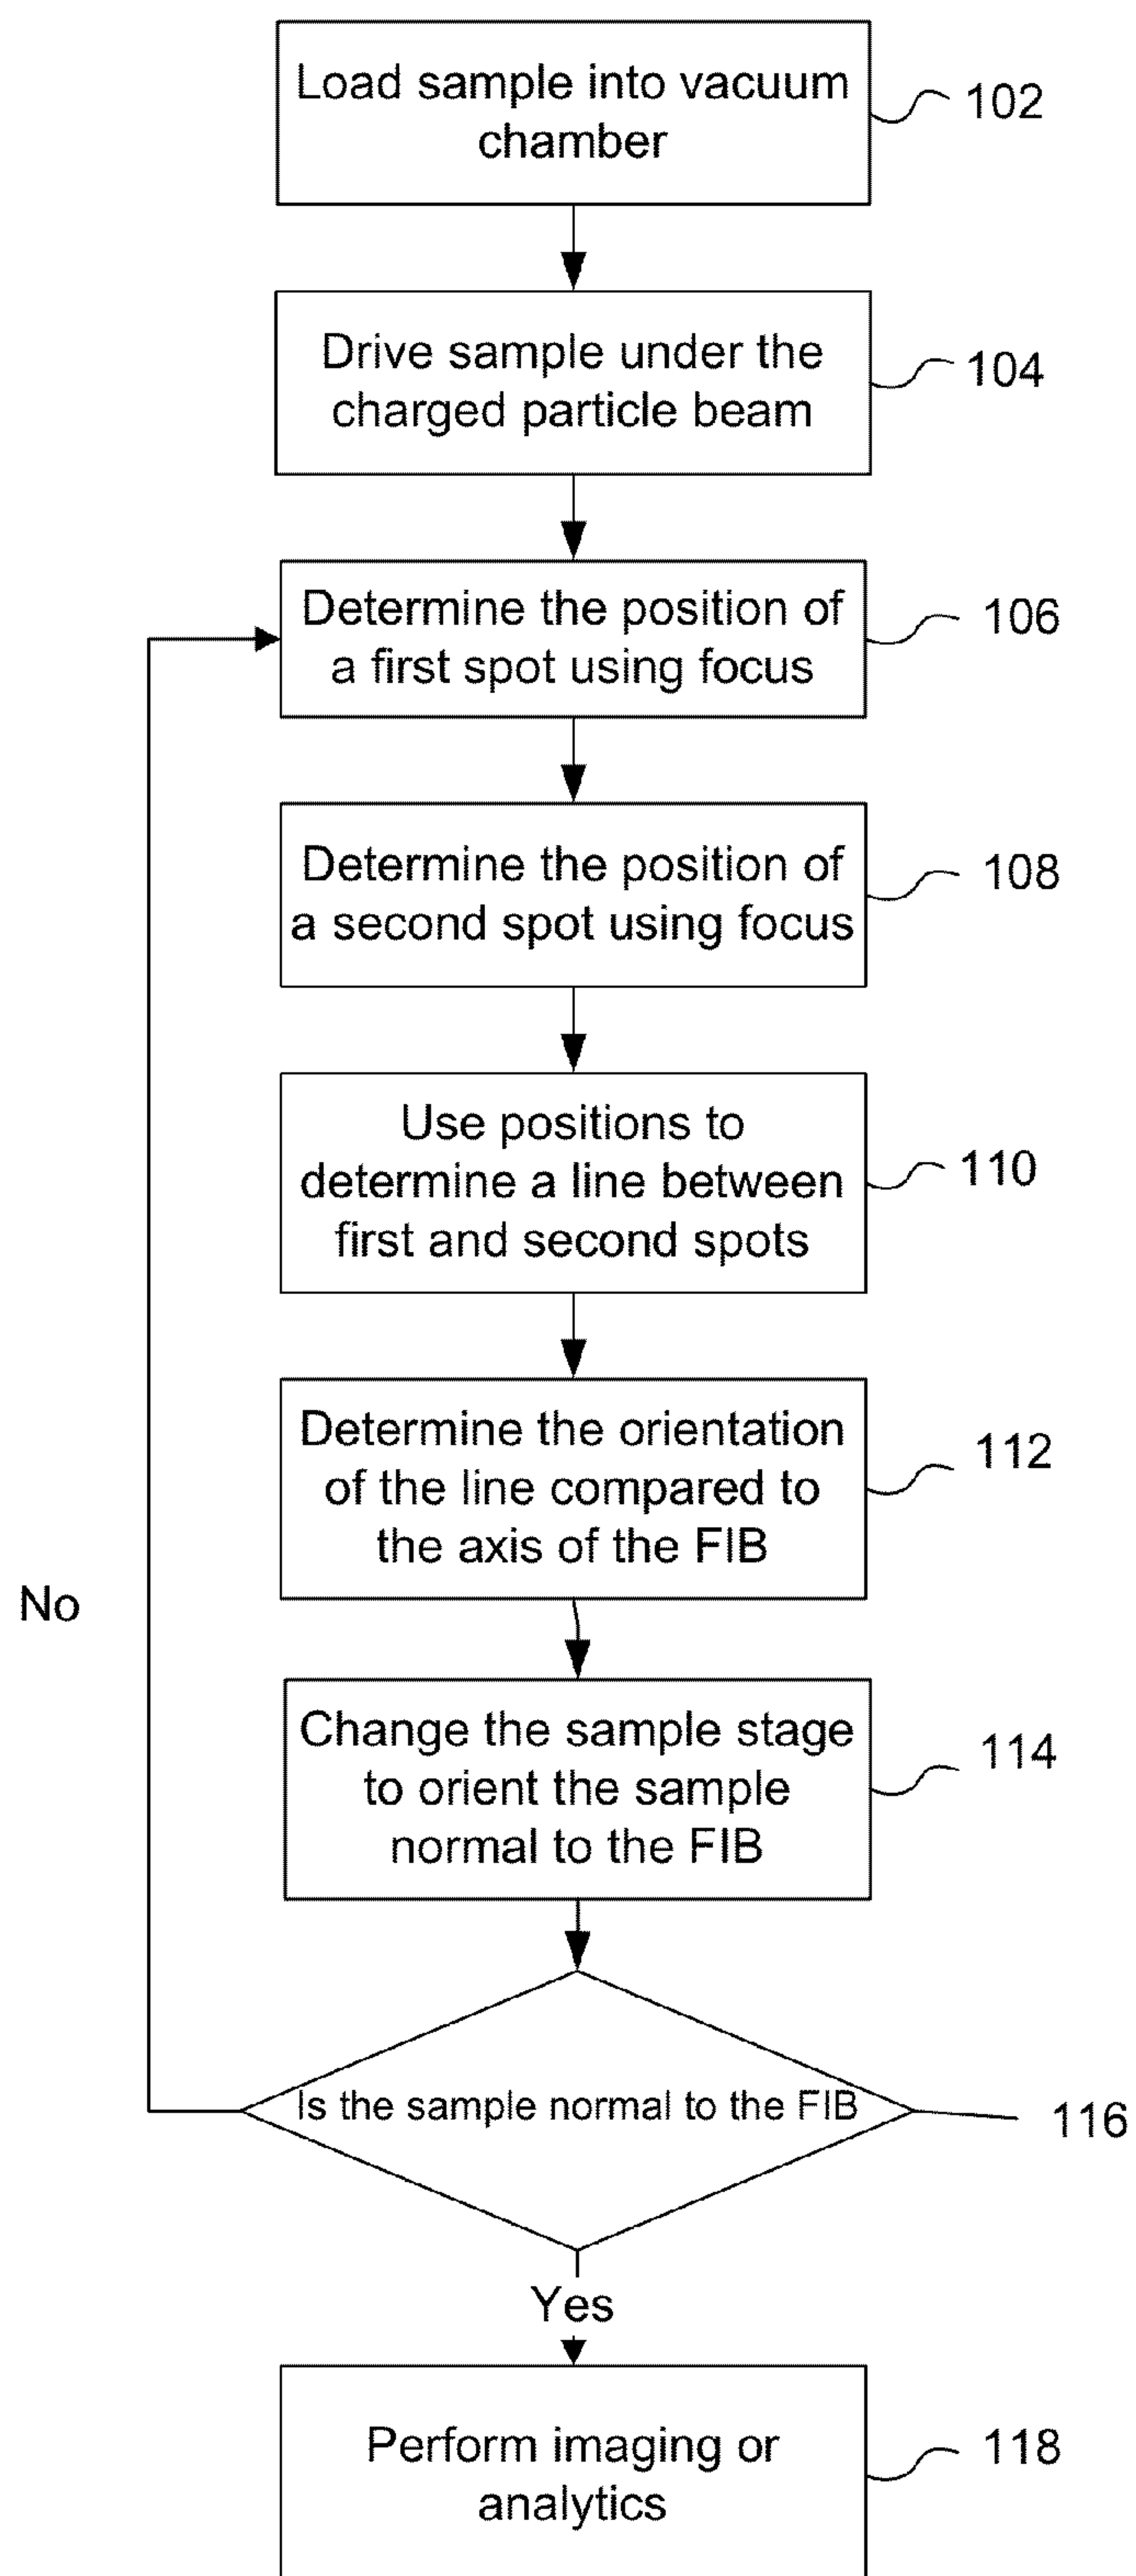 Load sample into vacuum
chamber
102
Drive sample under the
charged particle beam
104
Determine the position of
a first spot using focus
106
Determine the position of
a second spot using focus
108
Use positions to
determine a line between
first and second spots
110
Determine the orientation
of the line compared to
the axis of the FIB
112
No
Change the sample stage
to orient the sample
normal to the FIB
114
Is the sample normal to the FIB
116
Yes
Perform imaging or
analytics
118